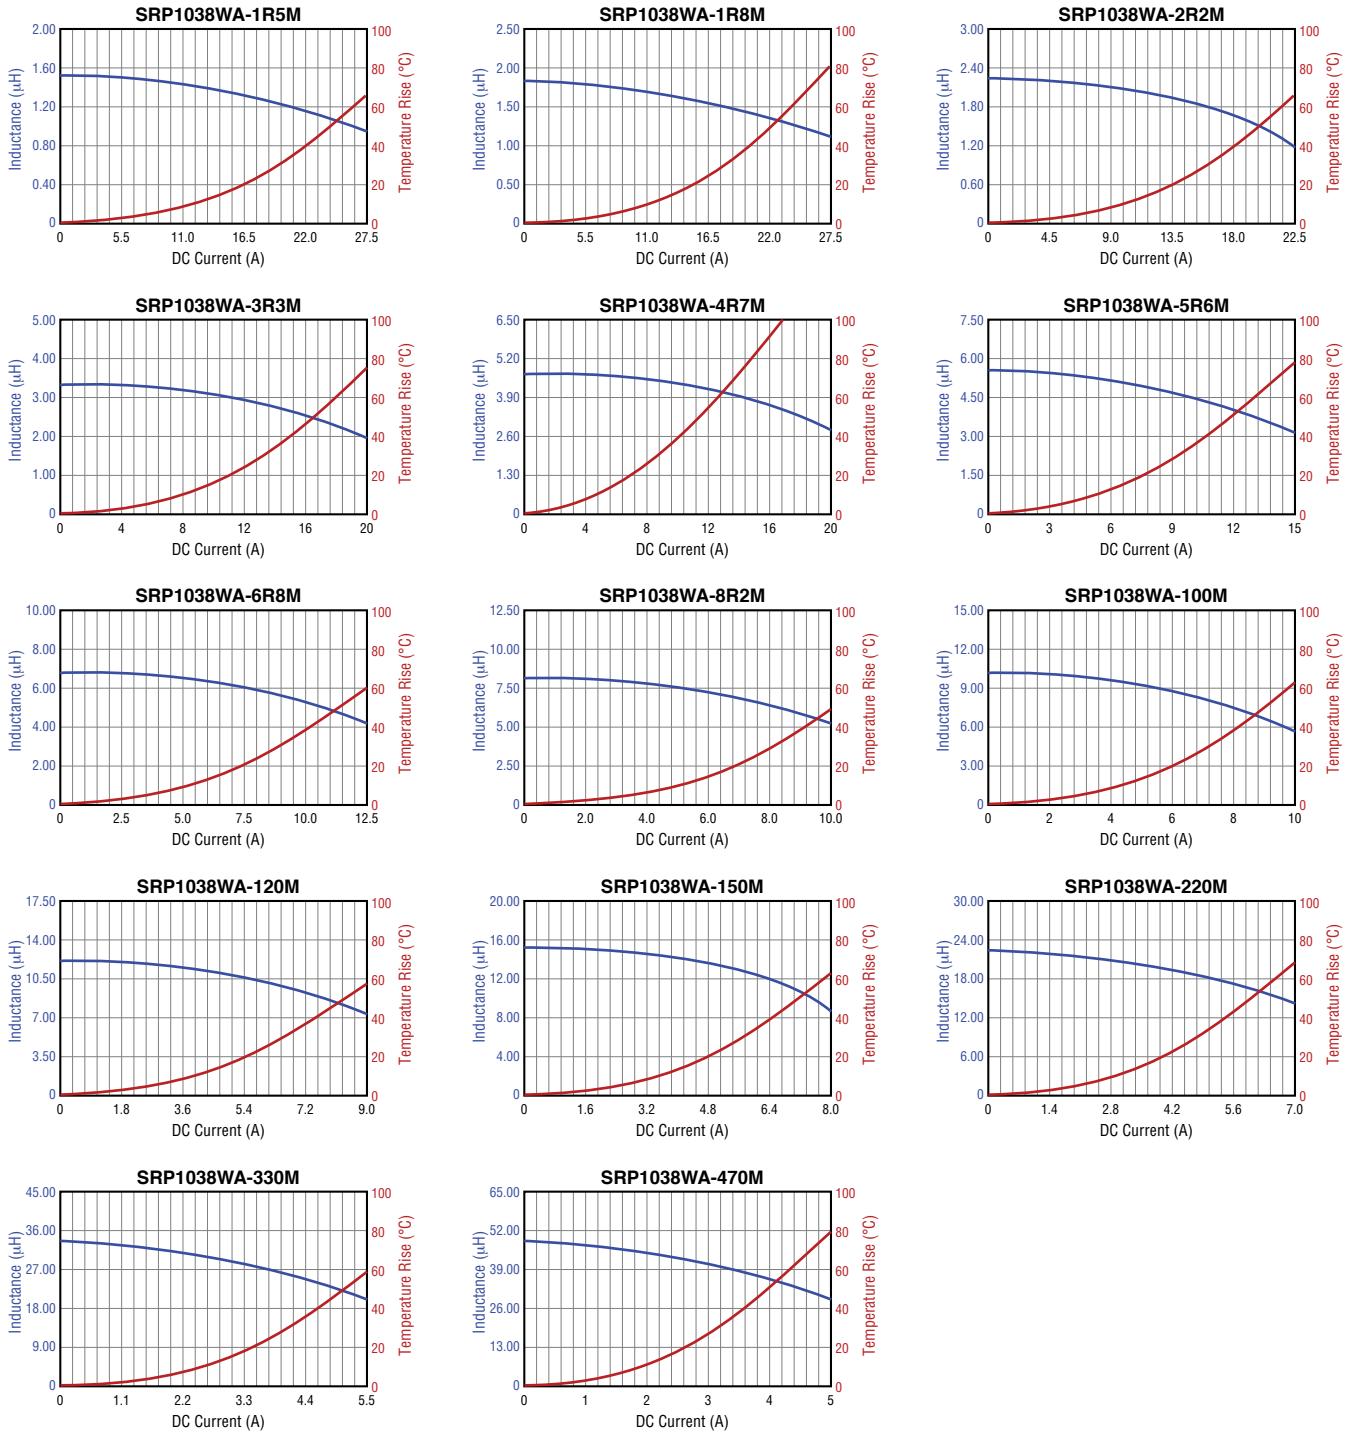 SRP1038WA-1R5M
2.00
1.60
1.20
0.80
0.40
0
Inductance (µH)
100
80
60
40
20
0
Temperature Rise (°C)
0 5.5 11.0 16.5 22.0 27.5
DC Current (A)
SRP1038WA-1R8M
2.50
2.00
1.50
1.00
0.50
0
Inductance (µH)
100
80
60
40
20
0
Temperature Rise (°C)
0 5.5 11.0 16.5 22.0 27.5
DC Current (A)
SRP1038WA-2R2M
3.00
2.40
1.80
1.20
0.60
0
Inductance (µH)
100
80
60
40
20
0
Temperature Rise (°C)
0 4.5 9.0 13.5 18.0 22.5
DC Current (A)
SRP1038WA-3R3M
5.00
4.00
3.00
2.00
1.00
0
Inductance (µH)
100
80
60
40
20
0
Temperature Rise (°C)
0 4 8 12 16 20
DC Current (A)
SRP1038WA-4R7M
6.50
5.20
3.90
2.60
1.30
0
Inductance (µH)
100
80
60
40
20
0
Temperature Rise (°C)
0 4 8 12 16 20
DC Current (A)
SRP1038WA-5R6M
7.50
6.00
4.50
3.00
1.50
0
Inductance (µH)
100
80
60
40
20
0
Temperature Rise (°C)
0 3 6 9 12 15
DC Current (A)
SRP1038WA-6R8M
10.00
8.00
6.00
4.00
2.00
0
Inductance (µH)
100
80
60
40
20
0
Temperature Rise (°C)
0 2.5 5.0 7.5 10.0 12.5
DC Current (A)
SRP1038WA-8R2M
12.50
10.00
7.50
5.00
2.50
0
Inductance (µH)
100
80
60
40
20
0
Temperature Rise (°C)
0 2.0 4.0 6.0 8.0 10.0
DC Current (A)
SRP1038WA-100M
15.00
12.00
9.00
6.00
3.00
0
Inductance (µH)
100
80
60
40
20
0
Temperature Rise (°C)
0 2 4 6 8 10
DC Current (A)
SRP1038WA-120M
17.50
14.00
10.50
7.00
3.50
0
Inductance (µH)
100
80
60
40
20
0
Temperature Rise (°C)
0 1.8 3.6 5.4 7.2 9.0
DC Current (A)
SRP1038WA-150M
20.00
16.00
12.00
8.00
4.00
0
Inductance (µH)
100
80
60
40
20
0
Temperature Rise (°C)
0 1.6 3.2 4.8 6.4 8.0
DC Current (A)
SRP1038WA-220M
30.00
24.00
18.00
12.00
6.00
0
Inductance (µH)
100
80
60
40
20
0
Temperature Rise (°C)
0 1.4 2.8 4.2 5.6 7.0
DC Current (A)
SRP1038WA-330M
45.00
36.00
27.00
18.00
9.00
0
Inductance (µH)
100
80
60
40
20
0
Temperature Rise (°C)
0 1.1 2.2 3.3 4.4 5.5
DC Current (A)
SRP1038WA-470M
65.00
52.00
39.00
26.00
13.00
0
Inductance (µH)
100
80
60
40
20
0
Temperature Rise (°C)
0 1 2 3 4 5
DC Current (A)